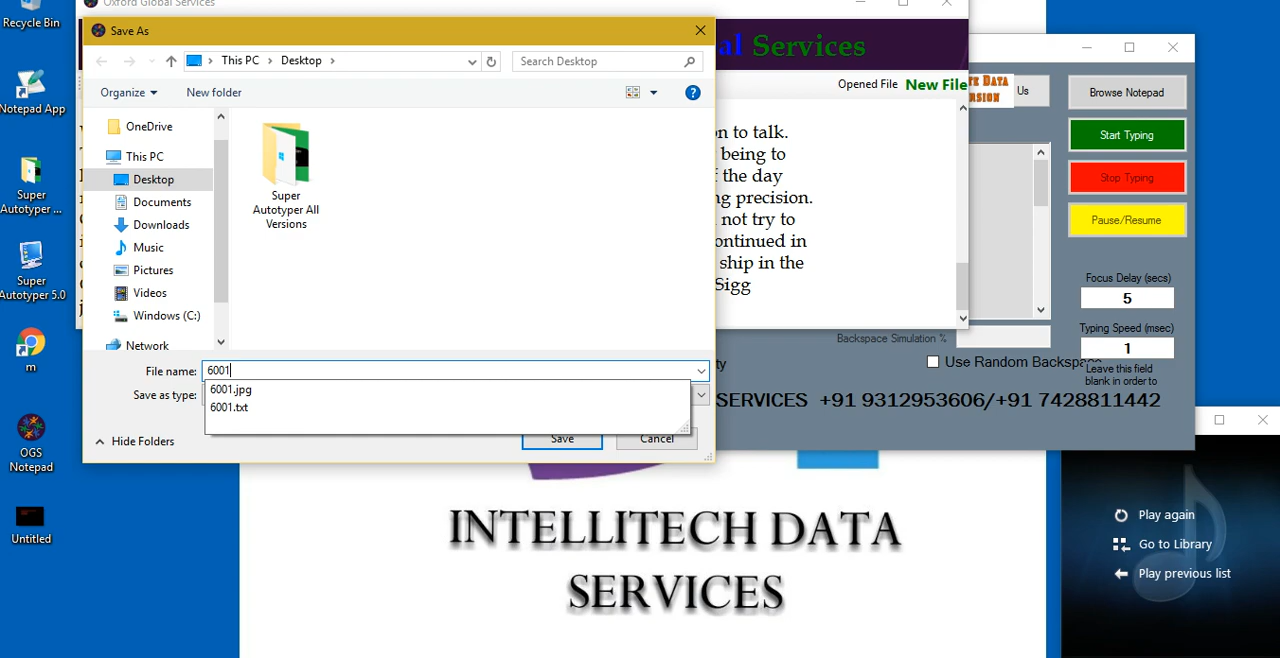 Recycle Bin
Notepad App
Super
Autotyper ...
Super
Autotyper 5.0
m
OGS
Notepad
Untitled
Oxford Global Services
Global Services
Opened File New File
on to talk.
being to
f the day
ng precision.
not try to
ontinued in
ship in the
Sigg
Save As
This PC > Desktop >
Search Desktop
Organize
New folder
OneDrive
This PC
Desktop
Documents
Downloads
Music
Pictures
Videos
Windows (C:)
Network
Super
Autotyper All
Versions
File name: 6001
6001.jpg
6001.txt
Save as type:
Hide Folders
Save
Cancel
Us
Browse Notepad
Start Typing
Stop Typing
Pause/Resume
Focus Delay (secs)
5
Typing Speed (msec)
1
Leave this field
blank in order to
Backspace Simulation %
Use Random Backspace
SERVICES +91 9312953606/+91 7428811442
INTELLITECH DATA
SERVICES
Play again
Go to Library
Play previous list